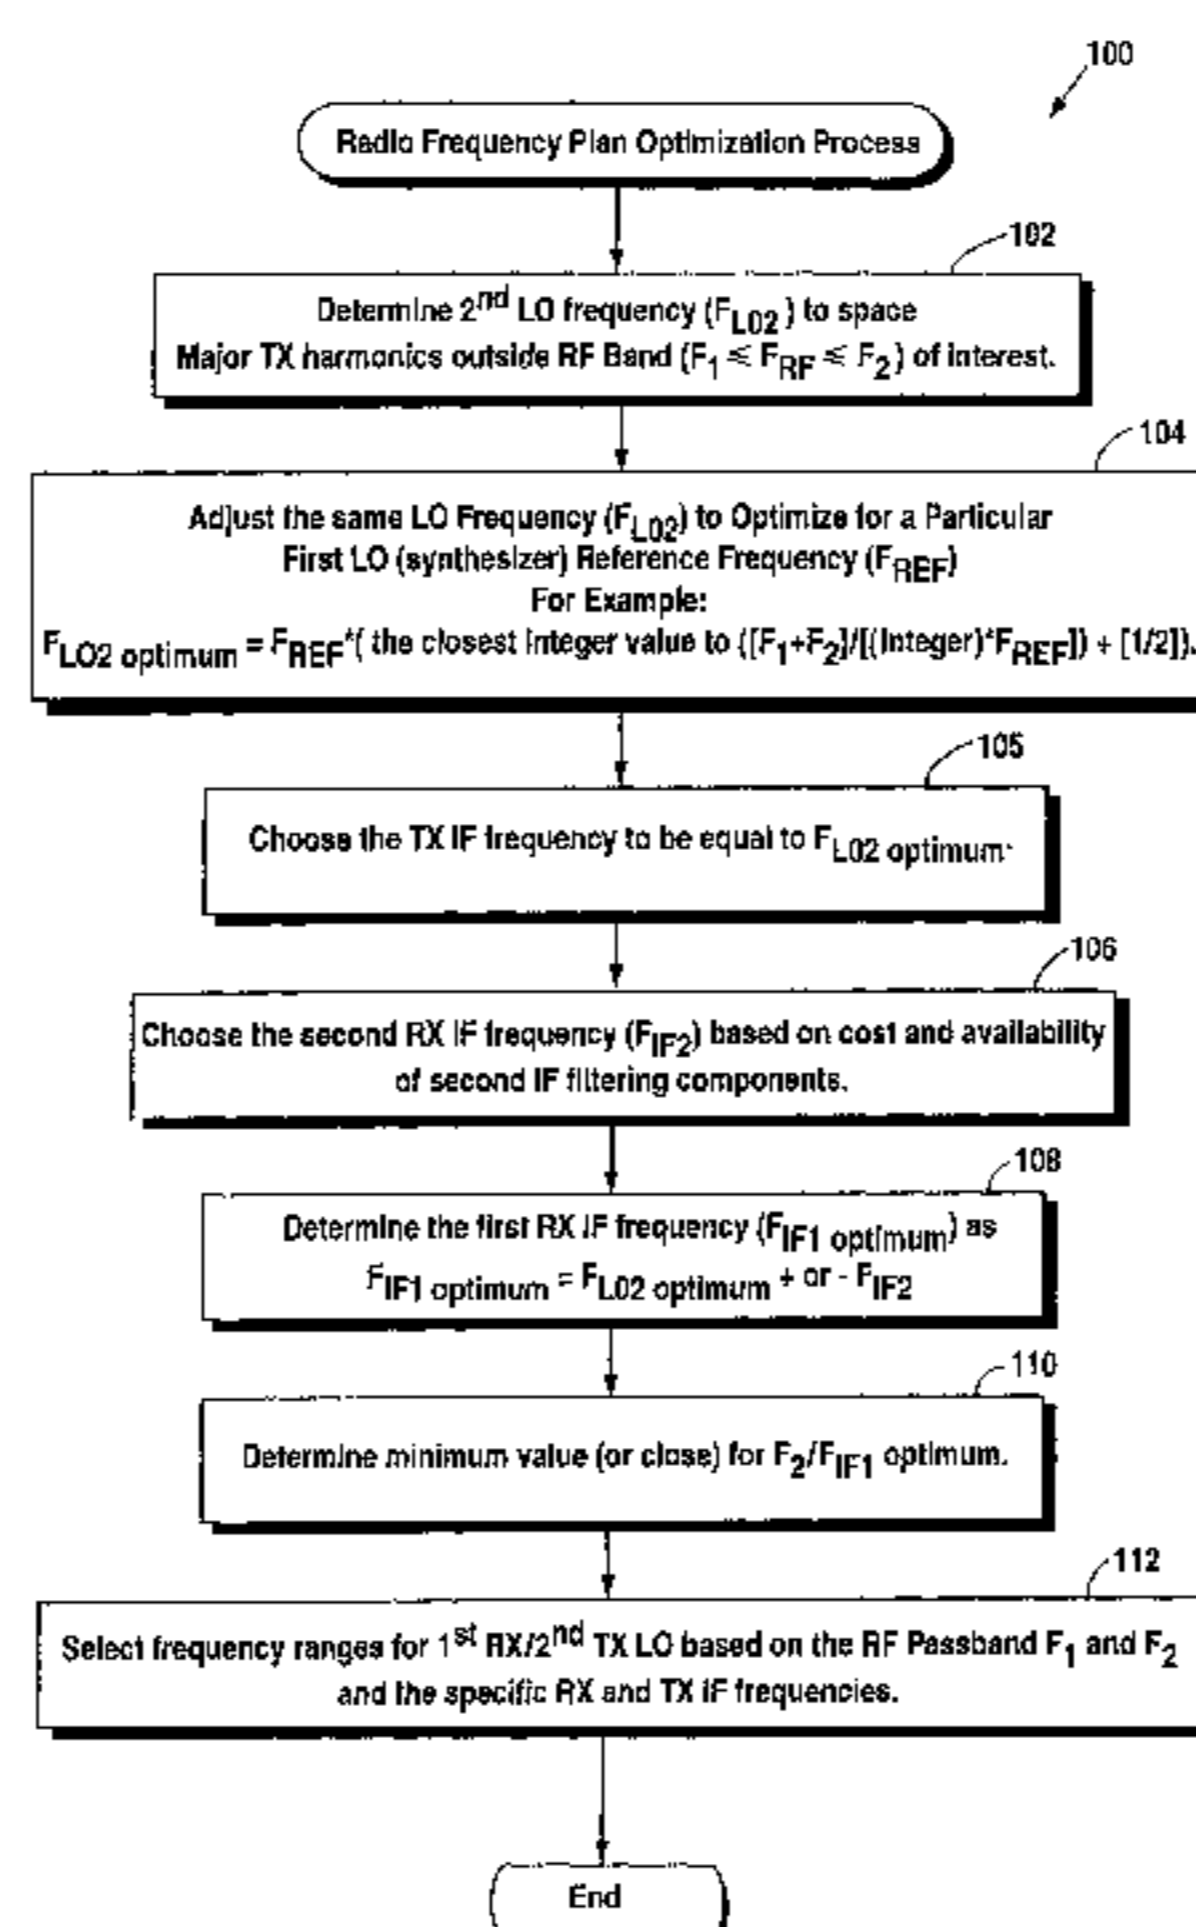 100
Radio Frequency Plan Optimization Process
102
Determine 2nd LO frequency (FLO2) to space
Major TX harmonics outside RF Band (F1 ≤ FRF ≤ F2) of interest.
104
Adjust the same LO Frequency (FLO2) to Optimize for a Particular
First LO (synthesizer) Reference Frequency (FREF)
For Example:
FLO2 optimum = FREF*( the closest integer value to ([F1+F2]/[(Integer)*FREF]) + [1/2]).
105
Choose the TX IF frequency to be equal to FLO2 optimum.
106
Choose the second RX IF frequency (FIF2) based on cost and availability
of second IF filtering components.
108
Determine the first RX IF frequency (FIF1 optimum) as
FIF1 optimum = FLO2 optimum + or - FIF2
110
Determine minimum value (or close) for F2/FIF1 optimum.
112
Select frequency ranges for 1st RX/2nd TX LO based on the RF Passband F1 and F2
and the specific RX and TX IF frequencies.
End